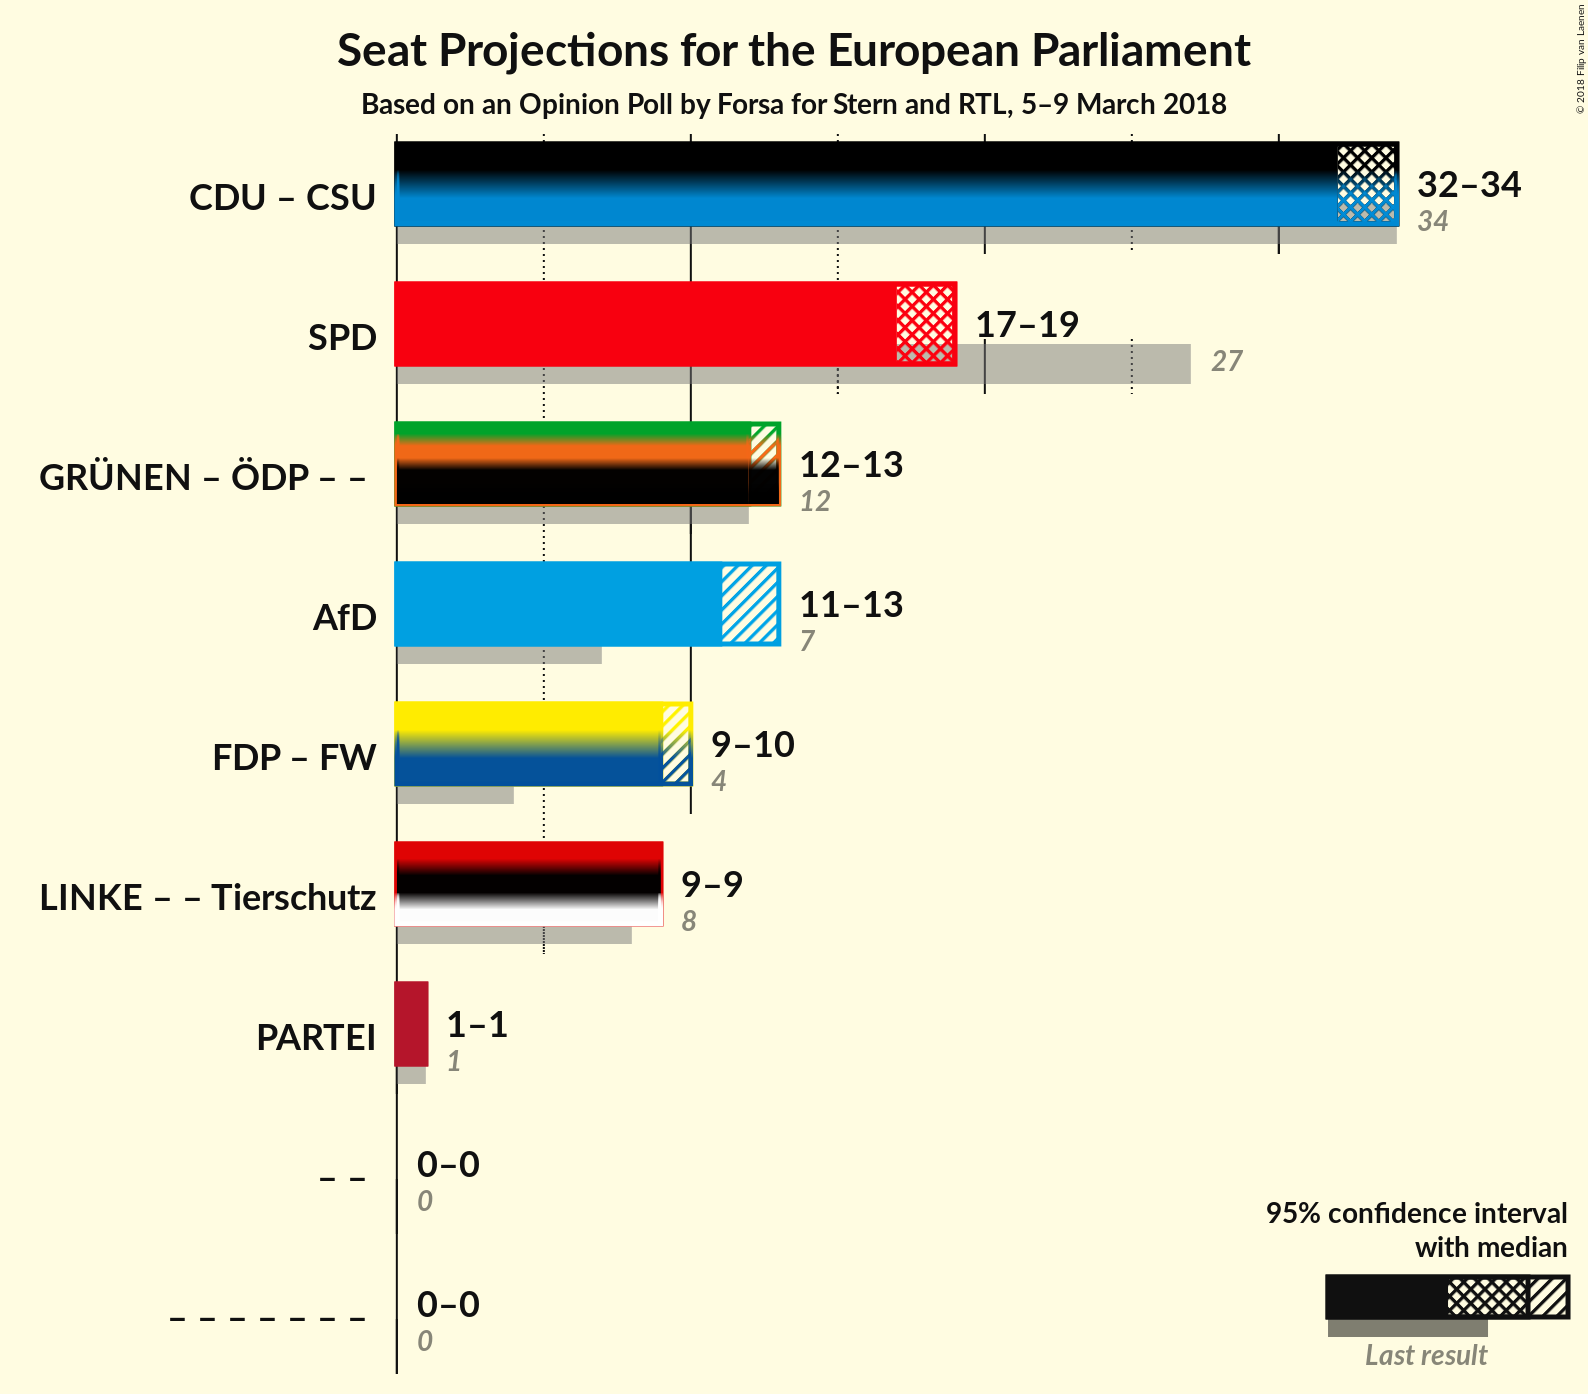 Seat Projections for the European Parliament
Based on an Opinion Poll by Forsa for Stern and RTL, 5–9 March 2018
© 2018 Filip van Laenen
CDU – CSU
32–34
34
SPD
17–19
27
GRÜNEN – ÖDP – –
12–13
12
AfD
11–13
7
FDP – FW
9–10
4
LINKE – – Tierschutz
9–9
8
PARTEI
1–1
1
– –
0–0
0
– – – – – – –
0–0
0
95% confidence interval
with median
Last result